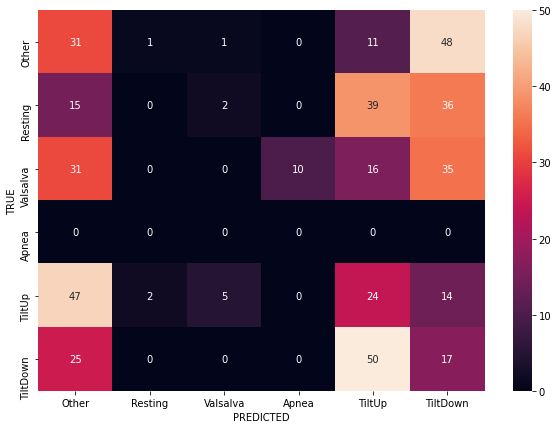 TRUE
Other 31 1 1 0 11 48
Resting 15 0 2 0 39 36
Valsalva 31 0 0 10 16 35
Apnea 0 0 0 0 0 0
TiltUp 47 2 5 0 24 14
TiltDown 25 0 0 0 50 17
Other Resting Valsalva Apnea TiltUp TiltDown
PREDICTED
50
40
30
20
10
0